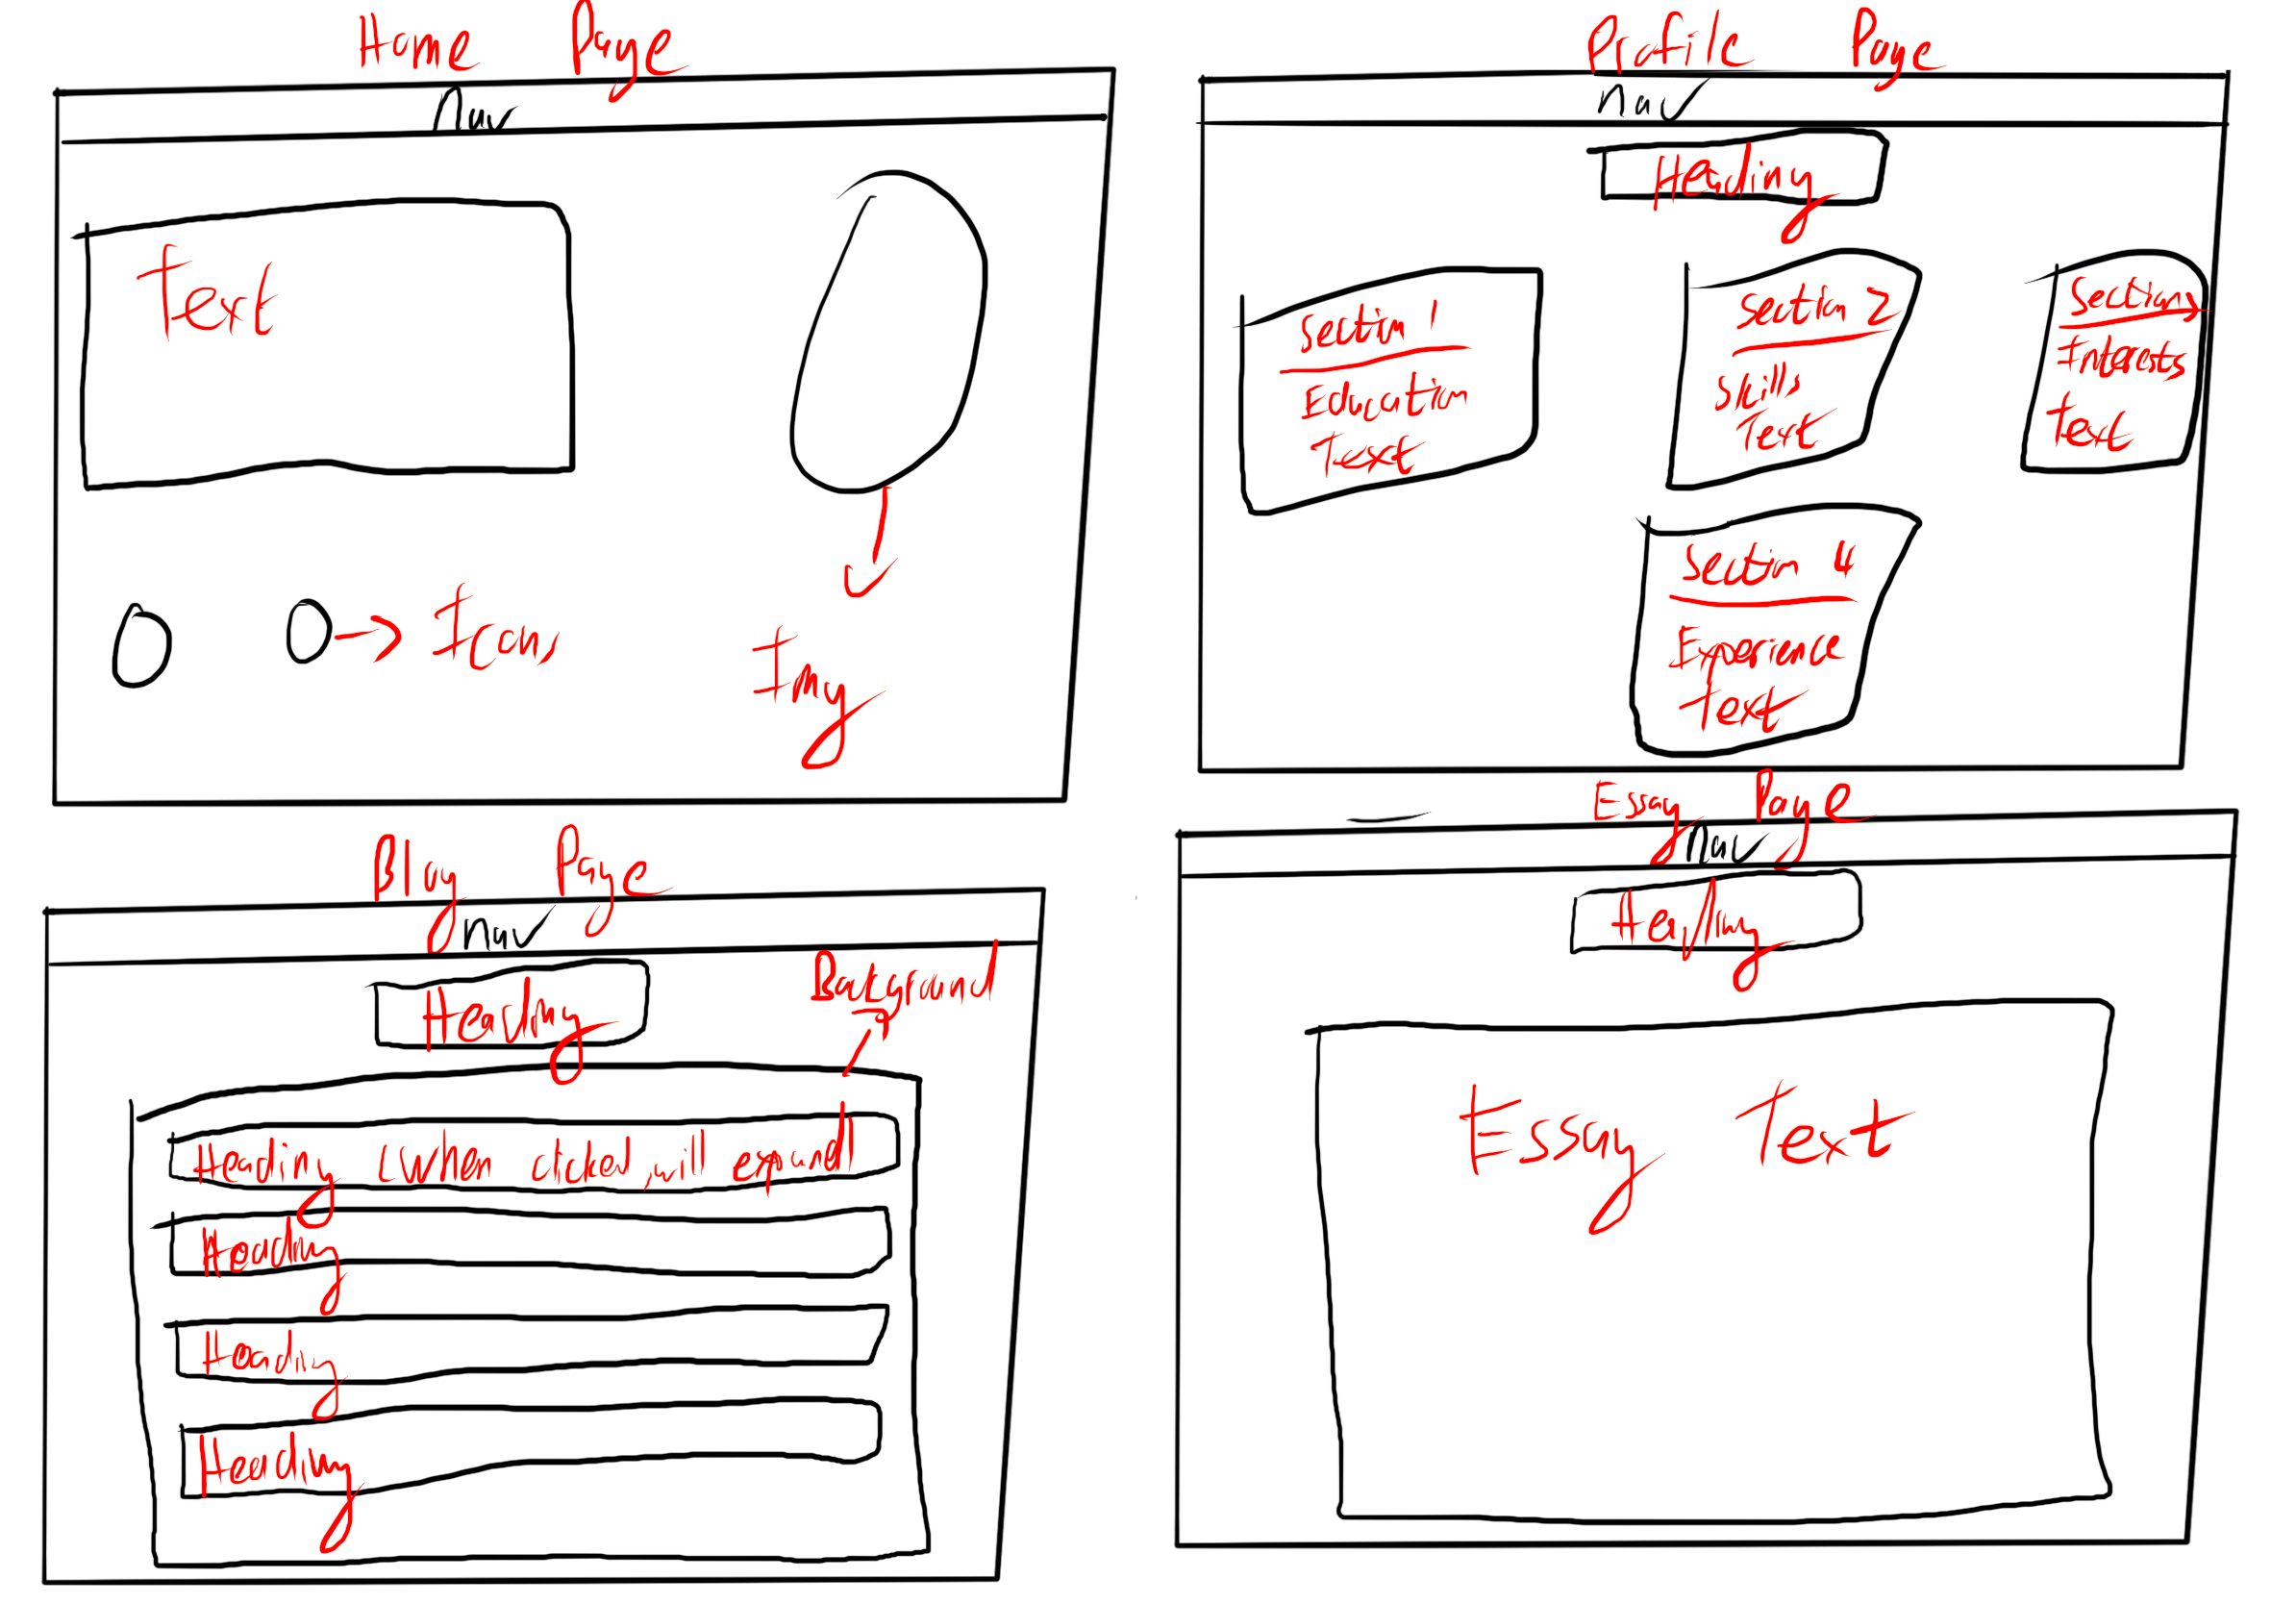 Home Page
Nav
Text
Icons
Img
Profile Page
nav
Heading
Section 1
Education
Text
Section 2
Skills
Text
Section
Interests
Text
Section 4
Experience
Text
Blog Page
nav
Heading
Background
Heading (When clicked, will expand)
Heading
Heading
Heading
Essay Page
nav
Heading
Essay Text